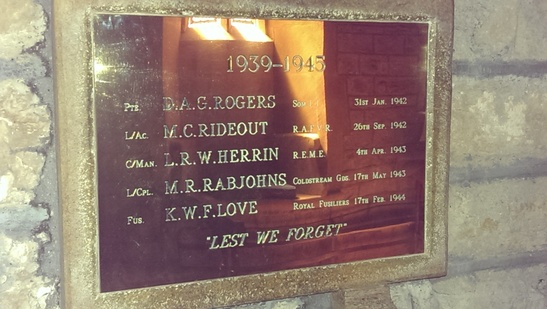 1939-1945
Pte. D.A.G. ROGERS 31st Jan. 1942
L/Ac. M.C. RIDEOUT R.A.F.V.R. 26th Sep. 1942
C/Man. L.R.W. HERRIN R.E.M.E. 4th Apr. 1943
L/Cpl. M.R. RABJOHNS Coldstream Gds. 17th May 1943
Fus. K.W.F. LOVE Royal Fusiliers 17th Feb. 1944
"LEST WE FORGET"